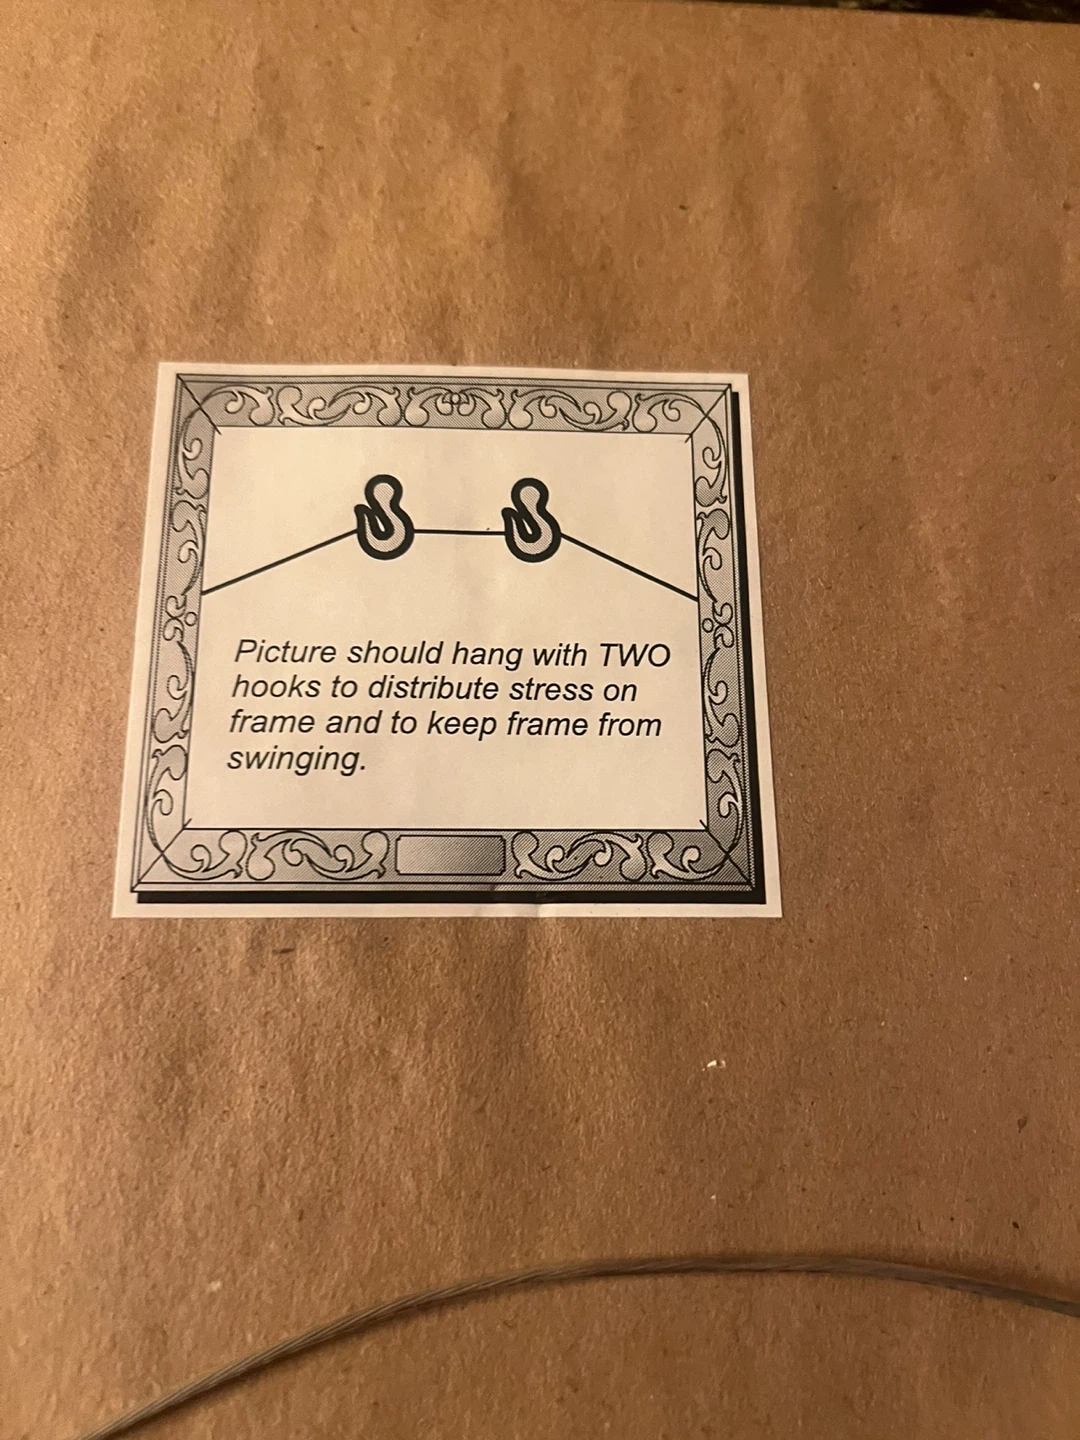 Picture should hang with TWO
hooks to distribute stress on
frame and to keep frame from
swinging.